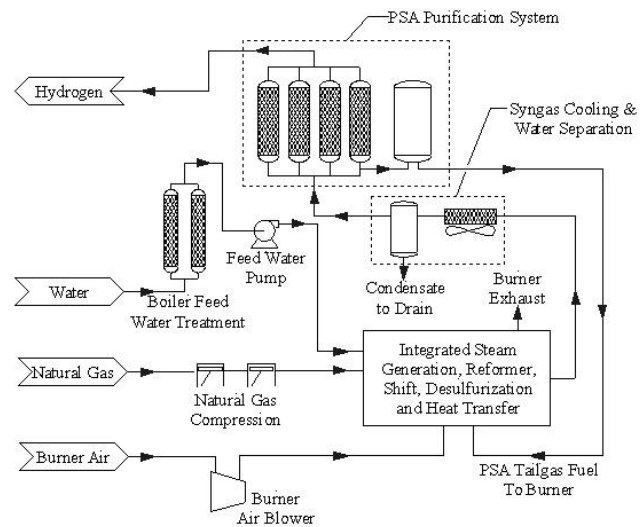 PSA Purification System
Hydrogen
Syngas Cooling &
Water Separation
Feed Water
Pump
Water
Boiler Feed
Water Treatment
Condensate
to Drain
Burner
Exhaust
Integrated Steam
Generation, Reformer,
Shift, Desulfurization
and Heat Transfer
Natural Gas
Natural Gas
Compression
Burner Air
Burner
Air Blower
PSA Tailgas Fuel
To Burner